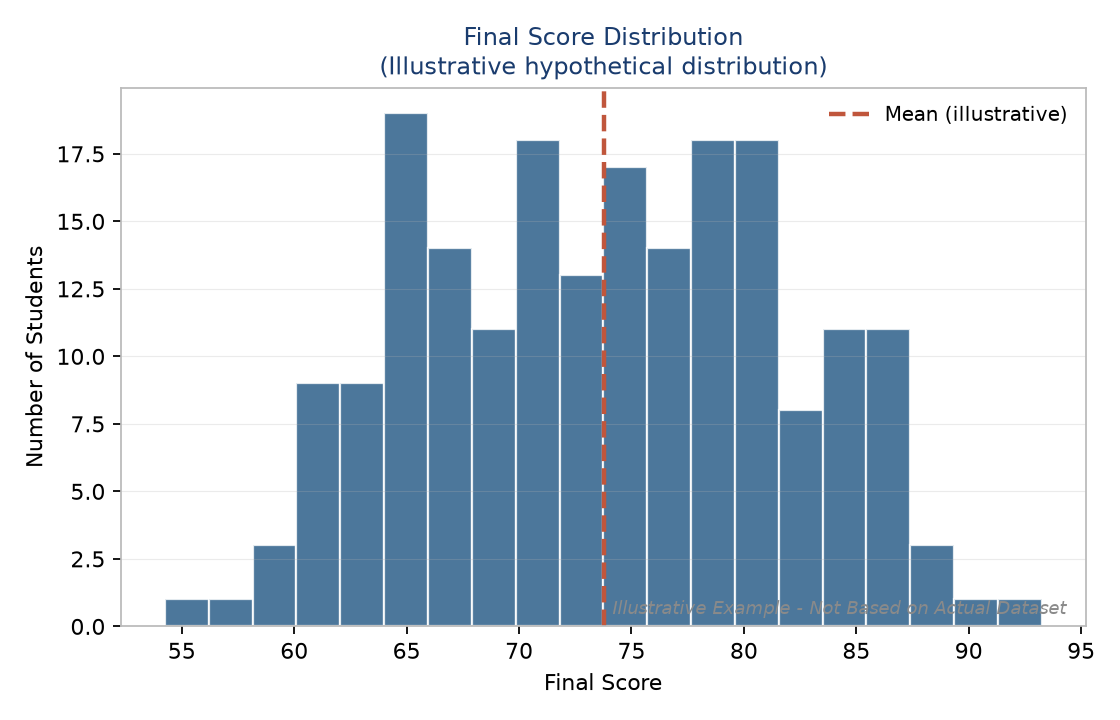 Final Score Distribution
(Illustrative hypothetical distribution)
Mean (illustrative)
Number of Students
17.5
15.0
12.5
10.0
7.5
5.0
2.5
0.0
Illustrative Example - Not Based on Actual Dataset
55 60 65 70 75 80 85 90 95
Final Score